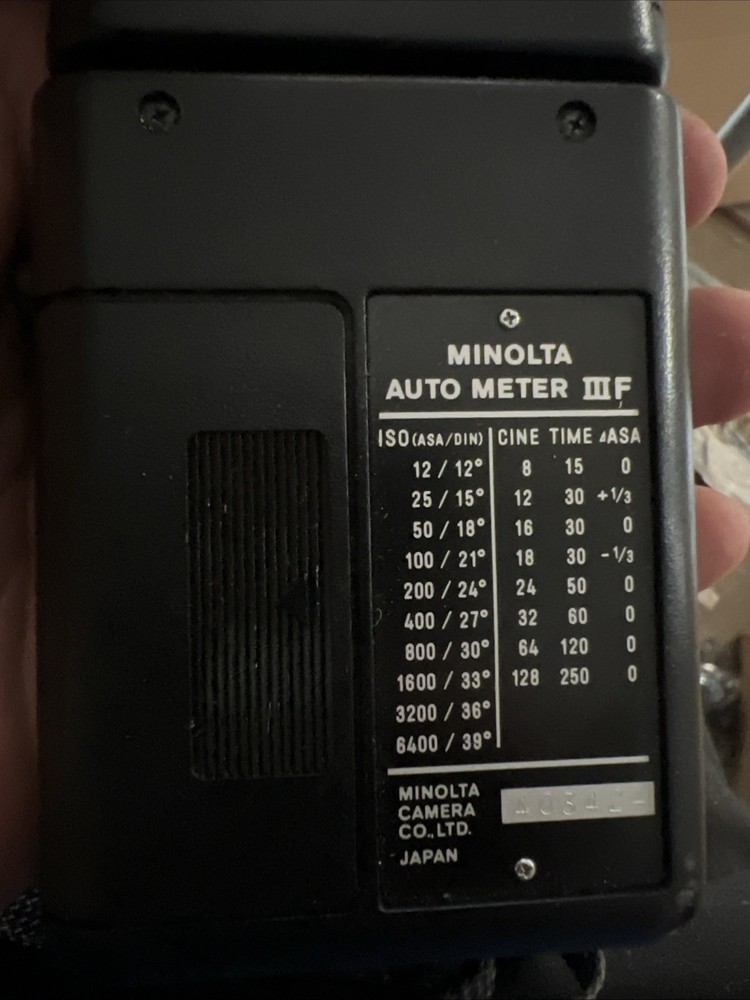 MINOLTA
AUTO METER III F
ISO (ASA/DIN) CINE TIME ⊿ASA
12 / 12° 8 15 0
25 / 15° 12 30 +1/3
50 / 18° 16 30 0
100 / 21° 18 30 -1/3
200 / 24° 24 50 0
400 / 27° 32 60 0
800 / 30° 64 120 0
1600 / 33° 128 250 0
3200 / 36°
6400 / 39°
MINOLTA
CAMERA
CO., LTD.
JAPAN